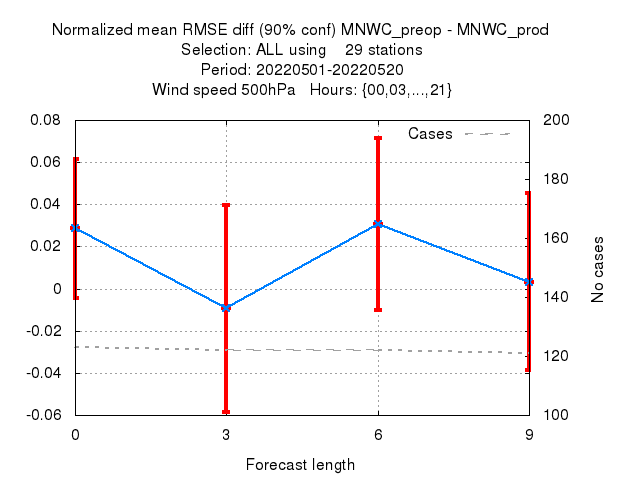 Normalized mean RMSE diff (90% conf) MNWC_preop - MNWC_prod
Selection: ALL using    29 stations
Period: 20220501-20220520
Wind speed 500hPa   Hours: {00,03,...,21}
Cases
0.08
0.06
0.04
0.02
0
-0.02
-0.04
-0.06
200
180
160
140
120
100
No cases
0
3
6
9
Forecast length